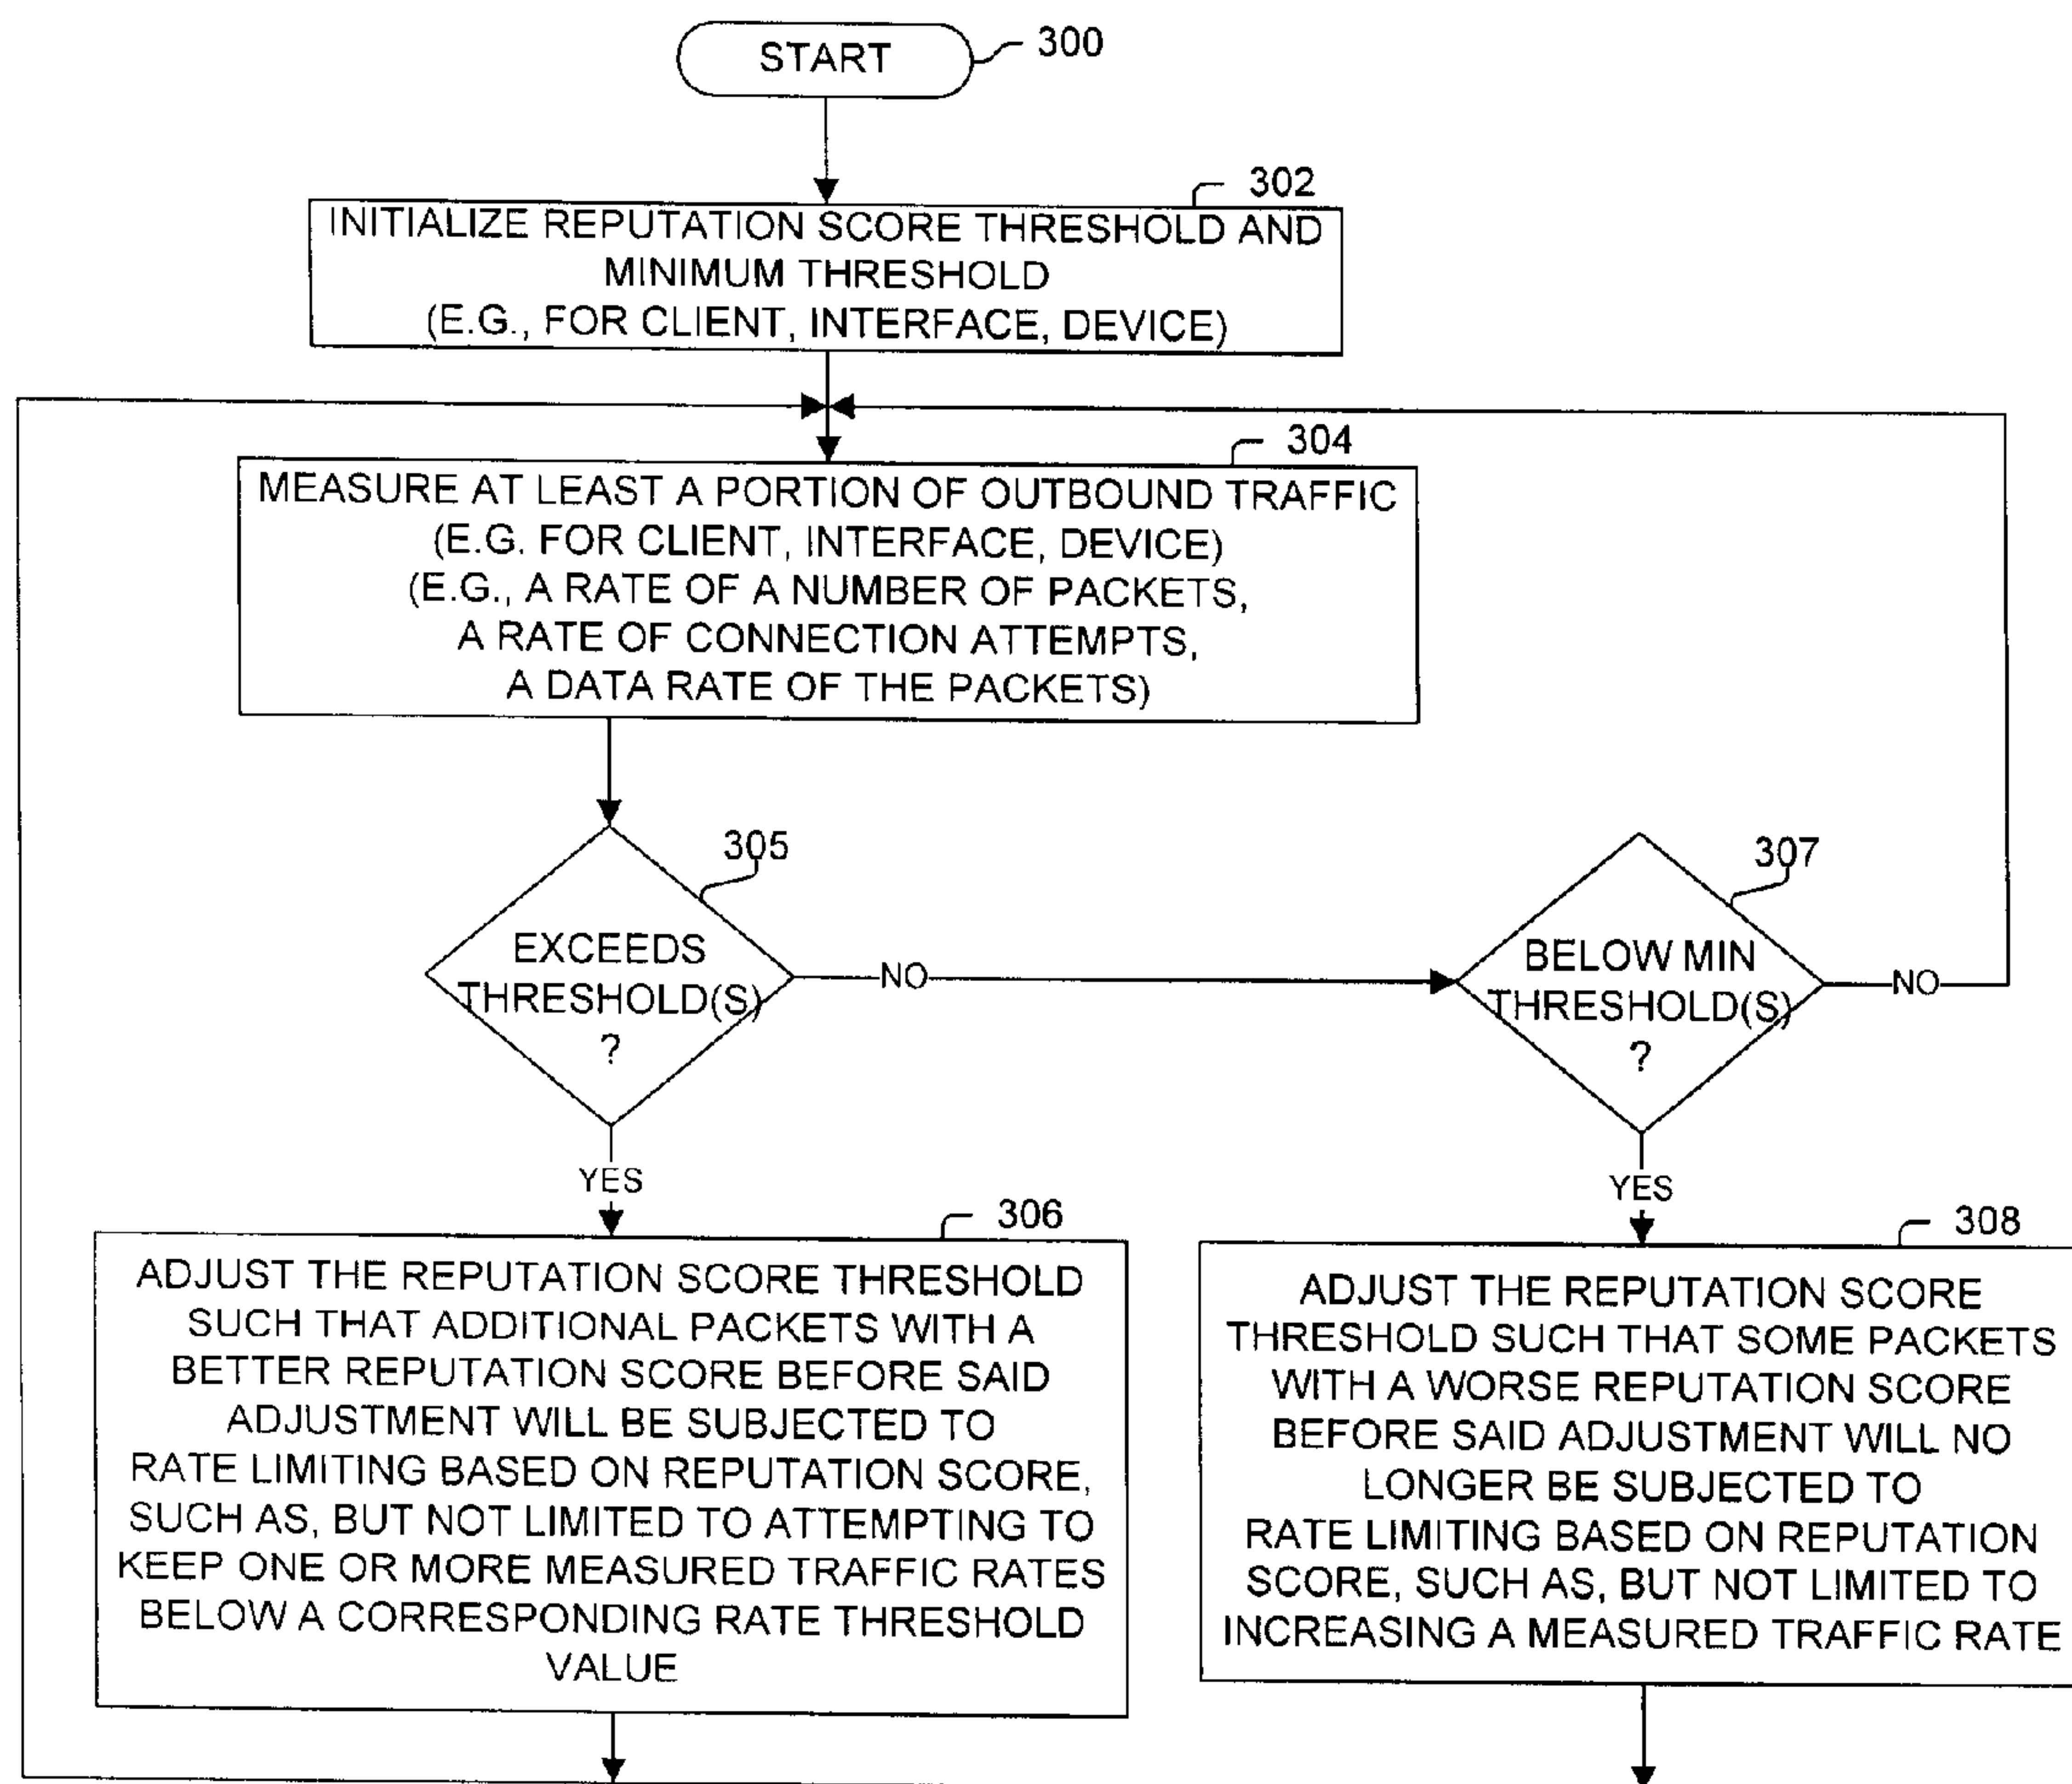 START
300
302
INITIALIZE REPUTATION SCORE THRESHOLD AND
MINIMUM THRESHOLD
(E.G., FOR CLIENT, INTERFACE, DEVICE)
304
MEASURE AT LEAST A PORTION OF OUTBOUND TRAFFIC
(E.G. FOR CLIENT, INTERFACE, DEVICE)
(E.G., A RATE OF A NUMBER OF PACKETS,
A RATE OF CONNECTION ATTEMPTS,
A DATA RATE OF THE PACKETS)
305
EXCEEDS
THRESHOLD(S)
?
NO
307
BELOW MIN
THRESHOLD(S)
?
NO
YES
YES
306
ADJUST THE REPUTATION SCORE THRESHOLD
SUCH THAT ADDITIONAL PACKETS WITH A
BETTER REPUTATION SCORE BEFORE SAID
ADJUSTMENT WILL BE SUBJECTED TO
RATE LIMITING BASED ON REPUTATION SCORE,
SUCH AS, BUT NOT LIMITED TO ATTEMPTING TO
KEEP ONE OR MORE MEASURED TRAFFIC RATES
BELOW A CORRESPONDING RATE THRESHOLD
VALUE
308
ADJUST THE REPUTATION SCORE
THRESHOLD SUCH THAT SOME PACKETS
WITH A WORSE REPUTATION SCORE
BEFORE SAID ADJUSTMENT WILL NO
LONGER BE SUBJECTED TO
RATE LIMITING BASED ON REPUTATION
SCORE, SUCH AS, BUT NOT LIMITED TO
INCREASING A MEASURED TRAFFIC RATE